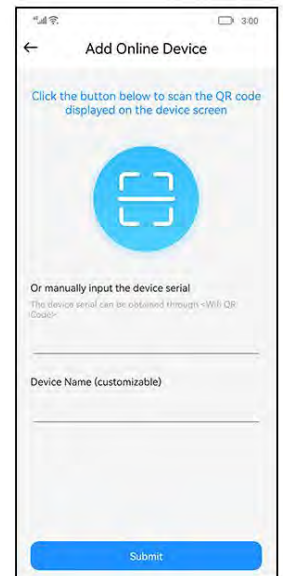 3:00
Add Online Device
Click the button below to scan the QR code
displayed on the device screen
Or manually input the device serial
The device serial can be obtained through <Wifi QR
Code>.
Device Name (customizable)
Submit